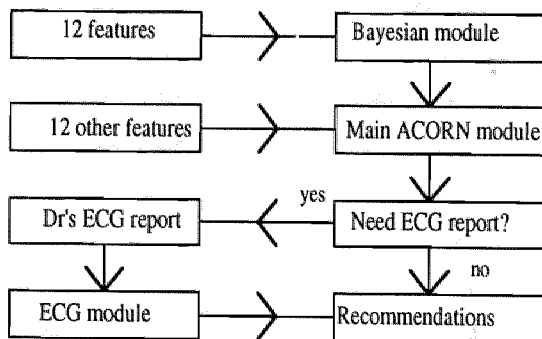 12 features
Bayesian module
12 other features
Main ACORN module
yes
Dr's ECG report
Need ECG report?
no
ECG module
Recommendations